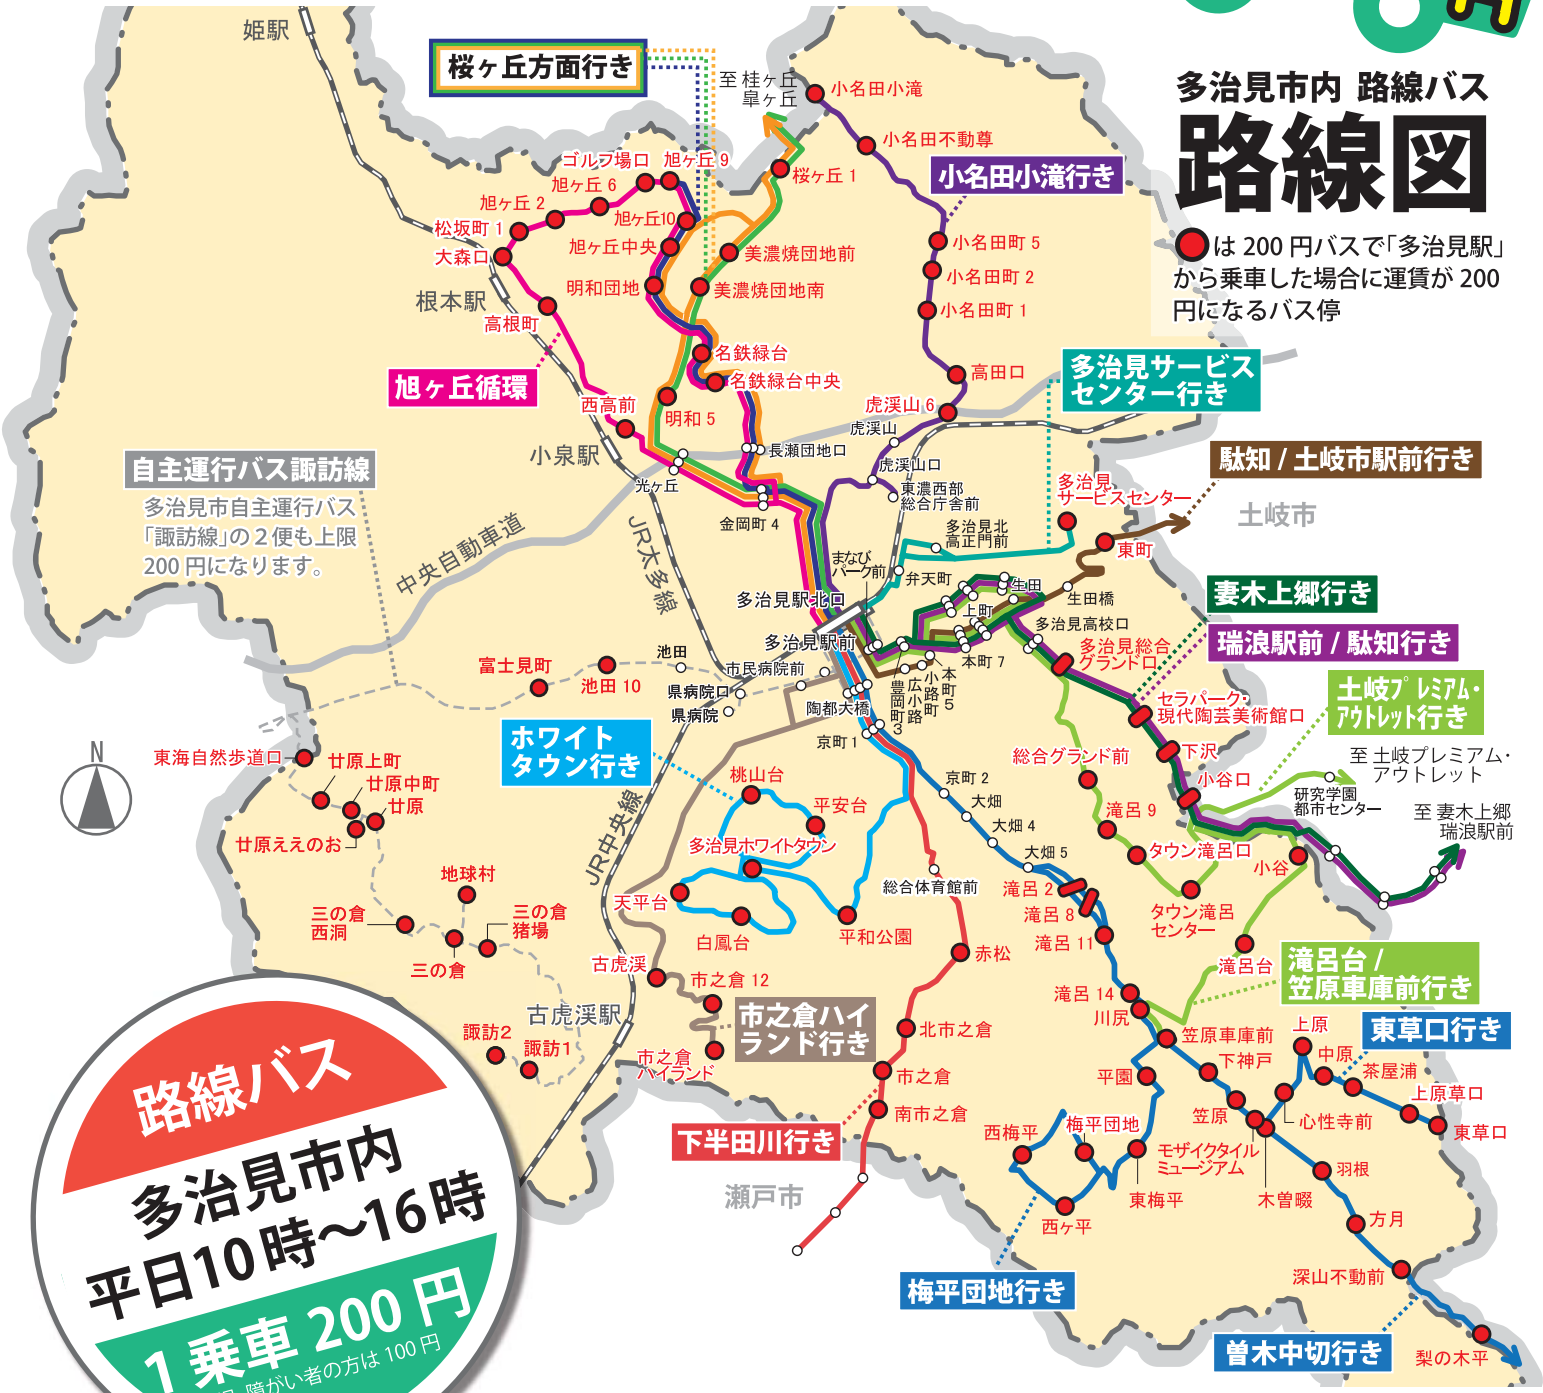 多治見市内 路線バス
路線図
は 200 円バスで「多治見駅」
から乗車した場合に運賃が 200
円になるバス停
姫駅
桜ヶ丘方面行き
至 桂ヶ丘
皐ヶ丘
小名田小滝
小名田不動尊
小名田小滝行き
桜ヶ丘 1
ゴルフ場口
旭ヶ丘 9
旭ヶ丘 6
旭ヶ丘 2
旭ヶ丘10
松坂町 1
大森口
旭ヶ丘中央
美濃焼団地前
小名田町 5
小名田町 2
明和団地
美濃焼団地南
根本駅
高根町
小名田町 1
名鉄緑台
名鉄緑台中央
高田口
多治見サービス
センター行き
旭ヶ丘循環
西高前
明和 5
虎渓山 6
虎渓山
長瀬団地口
小泉駅
光ヶ丘
虎渓山口
駄知 / 土岐市駅前行き
自主運行バス諏訪線
多治見市自主運行バス
「諏訪線」の２便も上限
200 円になります。
東濃西部
総合庁舎前
多治見
サービスセンター
土岐市
中央自動車道
JR太多線
金岡町 4
多治見北
高正門前
東町
まなび
パーク前
弁天町
生田
生田橋
妻木上郷行き
多治見駅北口
上町
多治見高校口
多治見駅前
瑞浪駅前 / 駄知行き
本町 7
多治見総合
グランド口
池田
富士見町
池田 10
市民病院前
県病院口
県病院
本町5
小路町
広小路
豊岡町3
土岐プレミアム・
アウトレット行き
セラパーク・
現代陶芸美術館口
陶都大橋
京町 1
ホワイト
タウン行き
下沢
総合グランド前
至 土岐プレミアム・
アウトレット
小谷口
研究学園
都市センター
N
東海自然歩道口
廿原上町
廿原中町
廿原
廿原ええのお
桃山台
平安台
京町 2
大畑
大畑 4
滝呂 9
至 妻木上郷
瑞浪駅前
多治見ホワイトタウン
JR中央線
大畑 5
タウン滝呂口
小谷
地球村
総合体育館前
滝呂 2
天平台
三の倉
西洞
三の倉
猪場
三の倉
白鳳台
平和公園
滝呂 8
タウン滝呂
センター
滝呂 11
滝呂台
赤松
古虎渓
市之倉 12
滝呂 14
川尻
滝呂台 /
笠原車庫前行き
古虎渓駅
諏訪2
諏訪1
市之倉ハイ
ランド行き
北市之倉
笠原車庫前
上原
東草口行き
市之倉
ハイランド
市之倉
平園
下神戸
中原
茶屋浦
上原草口
南市之倉
笠原
心性寺前
東草口
下半田川行き
西梅平
梅平団地
モザイクタイル
ミュージアム
羽根
瀬戸市
東梅平
木曽畷
西ヶ平
方月
梅平団地行き
深山不動前
曽木中切行き
梨の木平
路線バス
多治見市内
平日10時〜16時
1 乗車 200 円
障がい者の方は 100 円